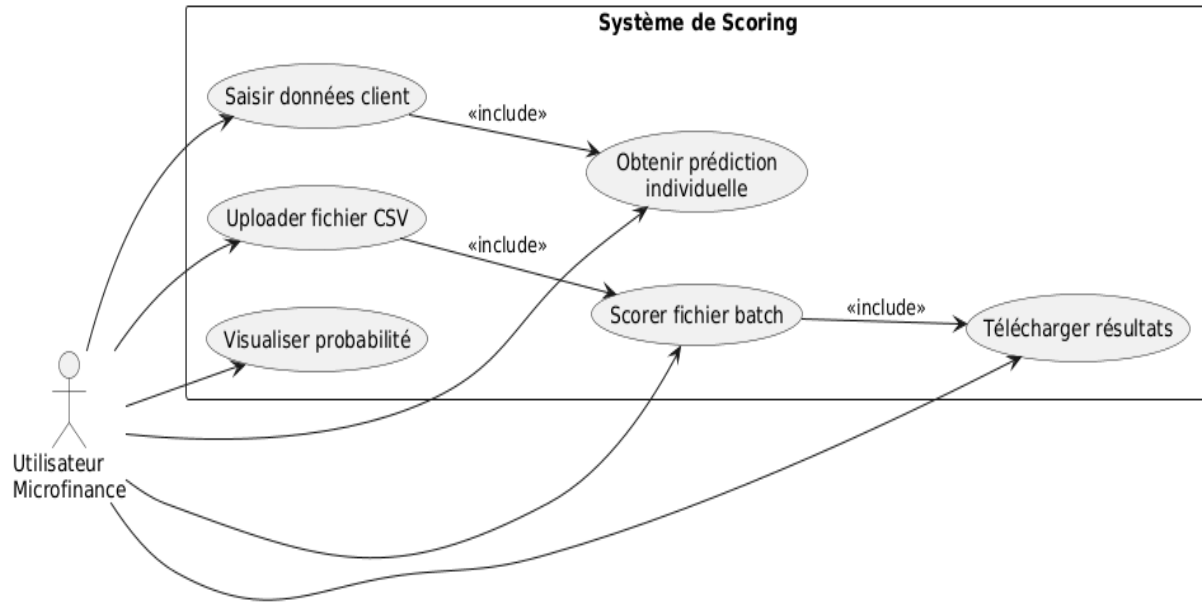 Système de Scoring
Saisir données client
«include»
Obtenir prédiction
individuelle
Uploader fichier CSV
«include»
Scorer fichier batch
«include»
Télécharger résultats
Visualiser probabilité
Utilisateur
Microfinance